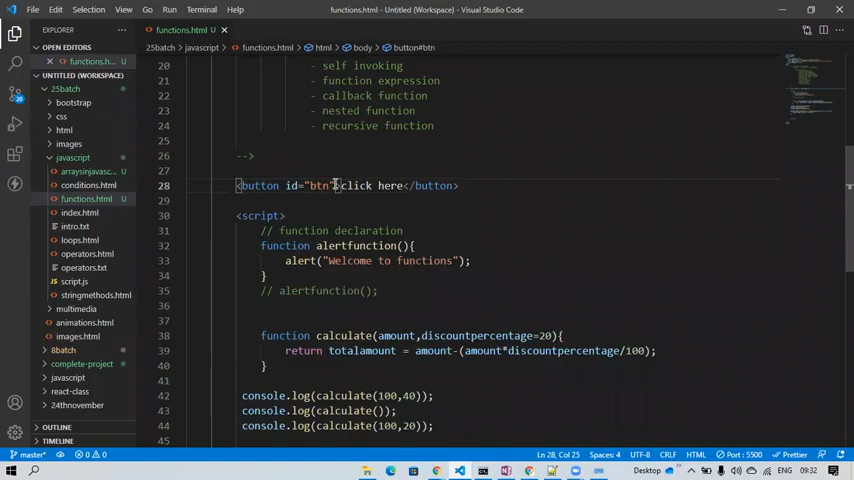 File Edit Selection View Go Run Terminal Help
functions.html - Untitled (Workspace) - Visual Studio Code
EXPLORER
functions.html U
OPEN EDITORS
functions.h... U
UNTITLED (WORKSPACE)
25batch
bootstrap
css
html
images
javascript
arraysinjavasc...
conditions.html
functions.html U
index.html
intro.txt
loops.html
operators.html
operators.txt
script.js
stringmethods.html
multimedia
animations.html
images.html
8batch
complete-project
javascript
react-class
24thnovember
OUTLINE
TIMELINE
20
25batch > javascript > functions.html > html > body > button#btn
20 - self invoking
21 - function expression
22 - callback function
23 - nested function
24 - recursive function
25
26 -->
27
28 <button id="btn">click here</button>
29
30 <script>
31 // function declaration
32 function alertfunction(){
33 alert("Welcome to functions");
34 }
35 // alertfunction();
36
37
38 function calculate(amount,discountpercentage=20){
39 return totalamount = amount-(amount*discountpercentage/100);
40 }
41
42 console.log(calculate(100,40));
43 console.log(calculate());
44 console.log(calculate(100,20));
45
master* 0 0
Ln 28, Col 25 Spaces: 4 UTF-8 CRLF HTML Port : 5500 Prettier
Desktop ENG 09:32